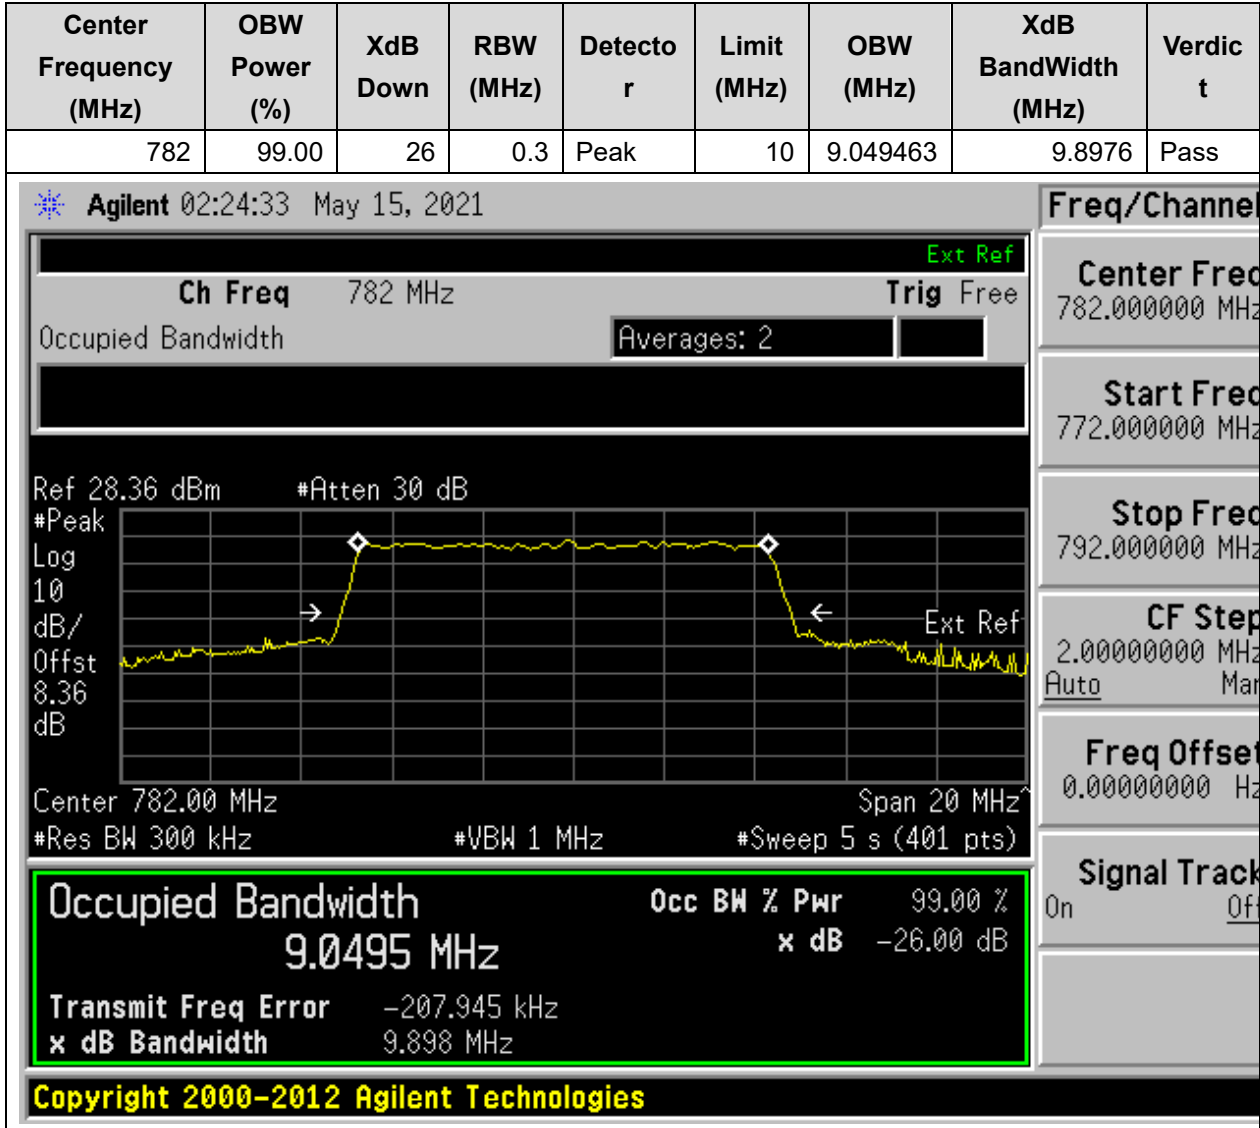 Center Frequency (MHz) OBW Power (%) XdB Down RBW (MHz) Detecto r Limit (MHz) OBW (MHz) XdB BandWidth (MHz) Verdic t
782 99.00 26 0.3 Peak 10 9.049463 9.8976 Pass
Agilent 02:24:33 May 15, 2021
Ext Ref
Ch Freq 782 MHz Trig Free
Occupied Bandwidth Averages: 2
Ref 28.36 dBm #Atten 30 dB
#Peak
Log
10
dB/
Offst
8.36
dB
Ext Ref
Center 782.00 MHz Span 20 MHz^
#Res BW 300 kHz #VBW 1 MHz #Sweep 5 s (401 pts)
Occupied Bandwidth Occ BW % Pwr 99.00 %
9.0495 MHz x dB -26.00 dB
Transmit Freq Error -207.945 kHz
x dB Bandwidth 9.898 MHz
Copyright 2000-2012 Agilent Technologies
Freq/Channel
Center Freq
782.000000 MHz
Start Freq
772.000000 MHz
Stop Freq
792.000000 MHz
CF Step
2.00000000 MHz
Auto Man
Freq Offset
0.00000000 Hz
Signal Track
On Off